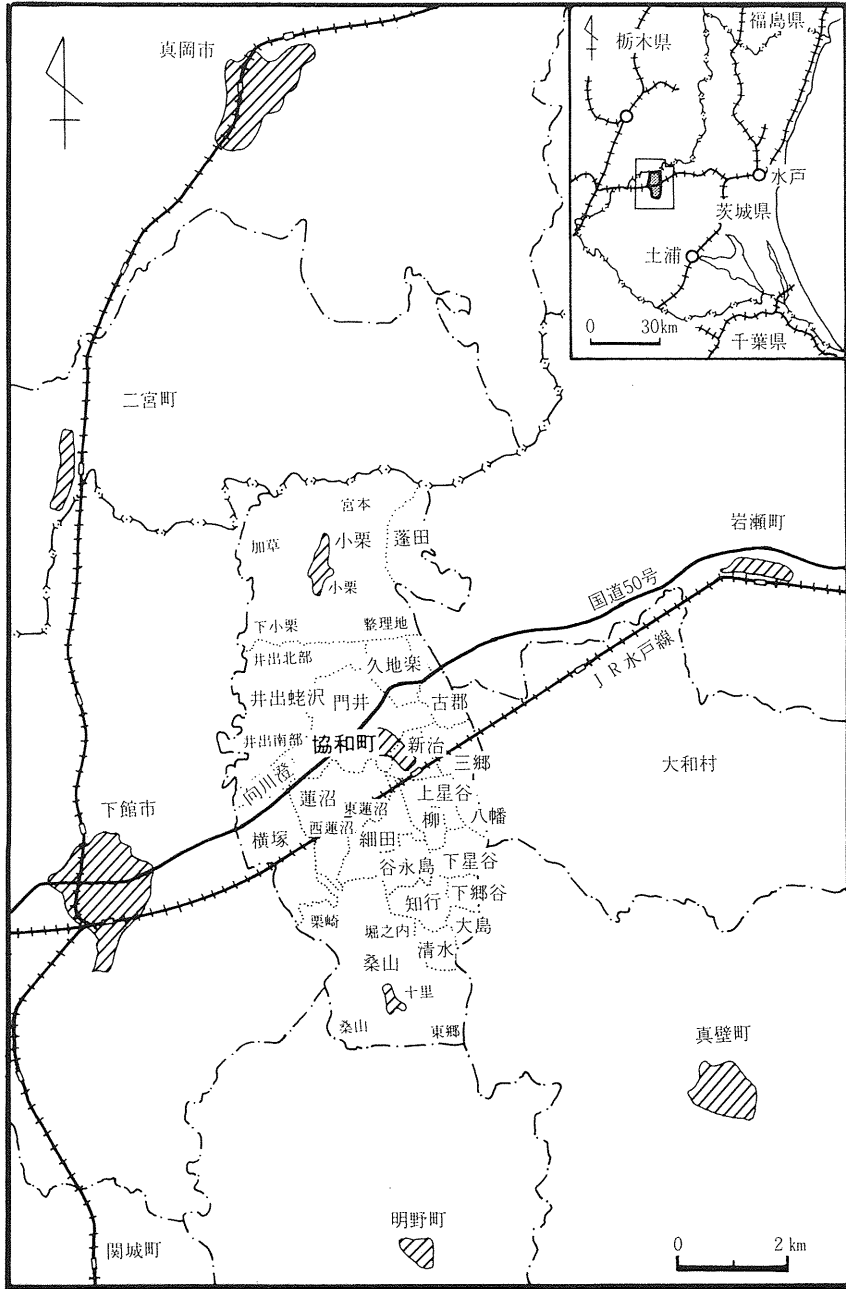 真岡市
福島県
栃木県
水戸
茨城県
土浦
0 30km
千葉県
二宮町
宮本
岩瀬町
加草
小栗
蓬田
国道50号
小栗
下小栗
整理地
井出北部
久地楽
JR水戸線
井出蛯沢
門井
古郡
井出南部
協和町
新治
三郷
大和村
向川澄
蓮沼
上星谷
下館市
東蓮沼
柳
八幡
横塚
西蓮沼
細田
谷永島
下星谷
知行
下郷谷
栗崎
堀之内
大島
清水
桑山
十里
桑山
東郷
真壁町
明野町
関城町
0 2km